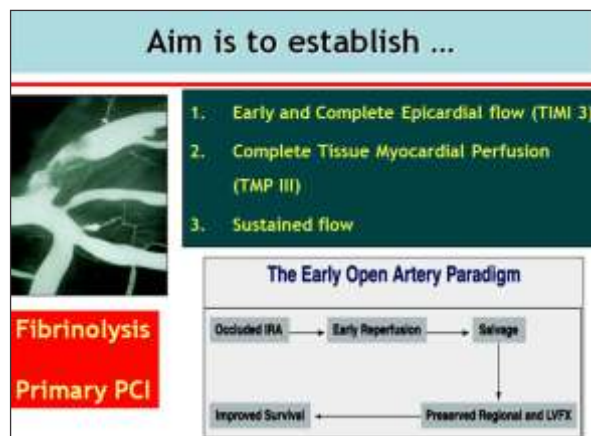 Aim is to establish ...
1. Early and Complete Epicardial flow (TIMI 3)
2. Complete Tissue Myocardial Perfusion
(TMP III)
3. Sustained flow
The Early Open Artery Paradigm
Occluded IRA
Early Reperfusion
Salvage
Preserved Regional and LVFX
Improved Survival
Fibrinolysis
Primary PCI